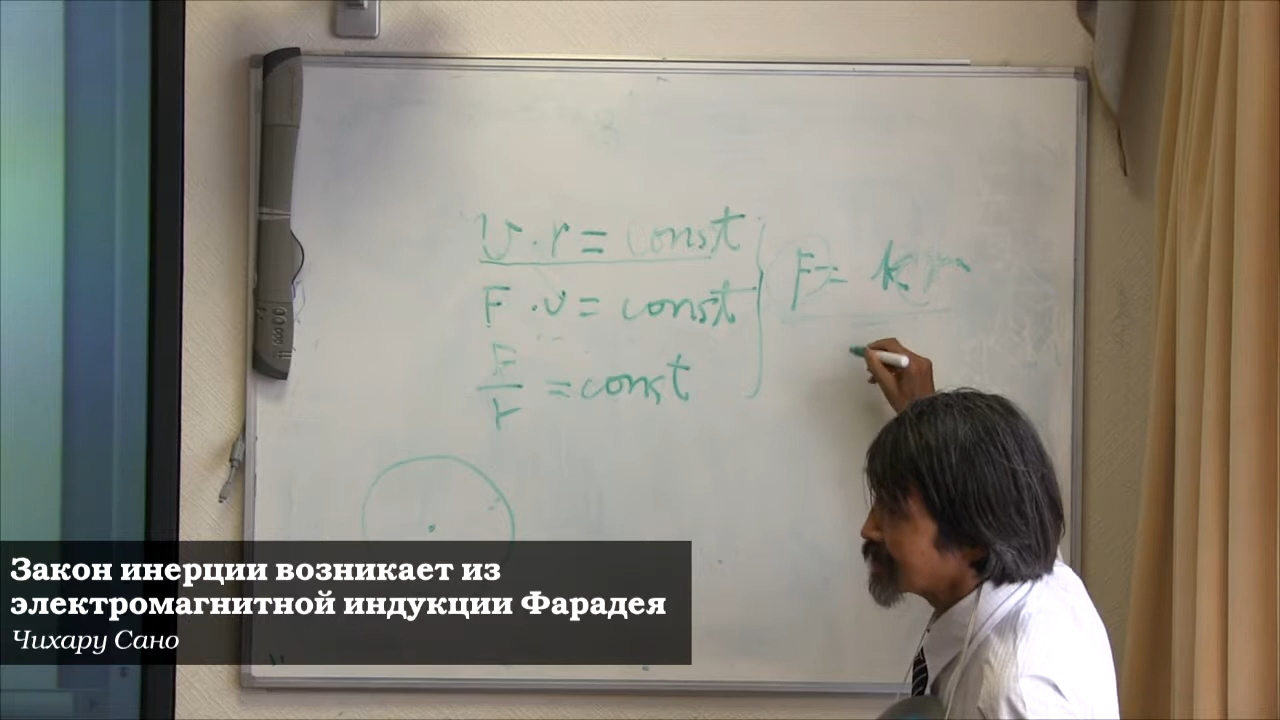 v · r = const
F · v = const
F/r = const
F = k
Закон инерции возникает из
электромагнитной индукции Фарадея
Чихару Сано